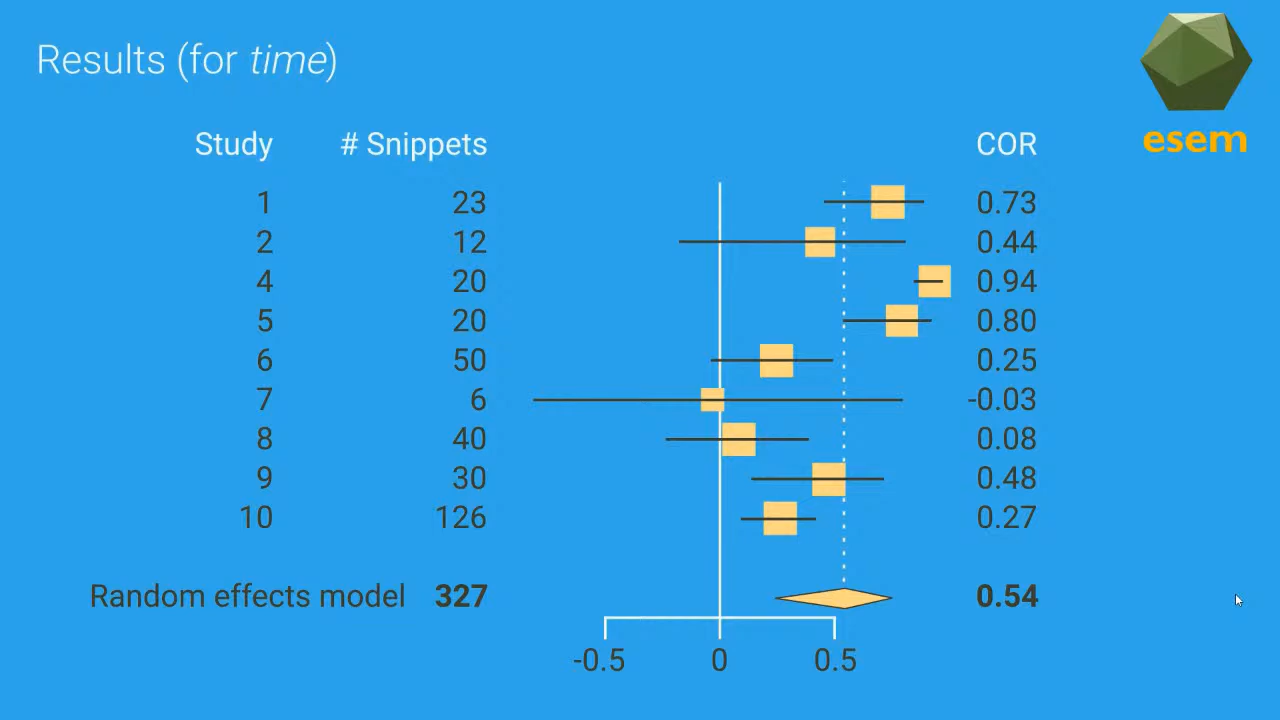 Results (for time)
esem
Study # Snippets COR
1 23 0.73
2 12 0.44
4 20 0.94
5 20 0.80
6 50 0.25
7 6 -0.03
8 40 0.08
9 30 0.48
10 126 0.27
Random effects model 327 0.54
-0.5 0 0.5